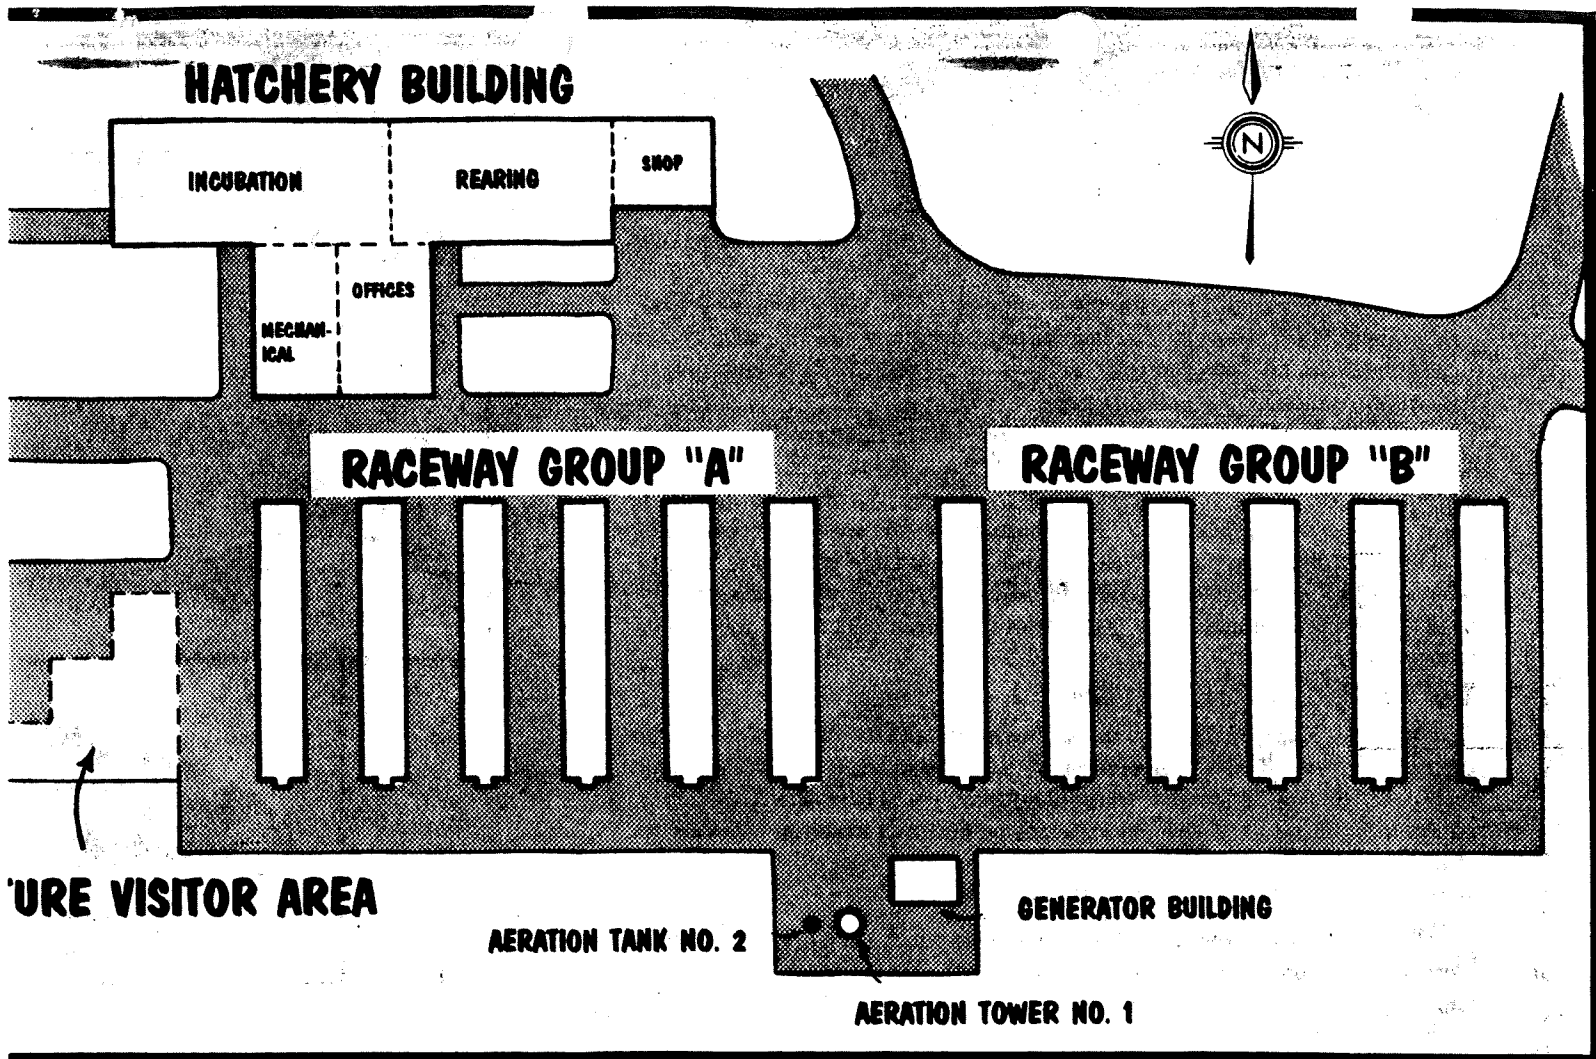 HATCHERY BUILDING
N
INCUBATION
REARING
SHOP
OFFICES
MECHAN-
ICAL
RACEWAY GROUP "A"
RACEWAY GROUP "B"
'URE VISITOR AREA
GENERATOR BUILDING
AERATION TANK NO. 2
AERATION TOWER NO. 1